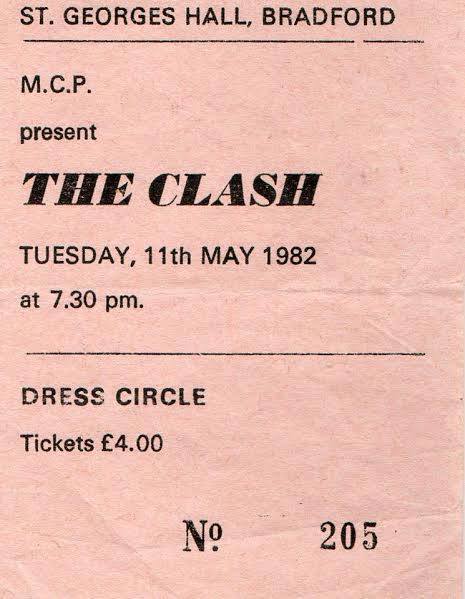 ST. GEORGES HALL, BRADFORD
M.C.P.
present
THE CLASH
TUESDAY, 11th MAY 1982
at 7.30 pm.
DRESS CIRCLE
Tickets £4.00
Nº 205